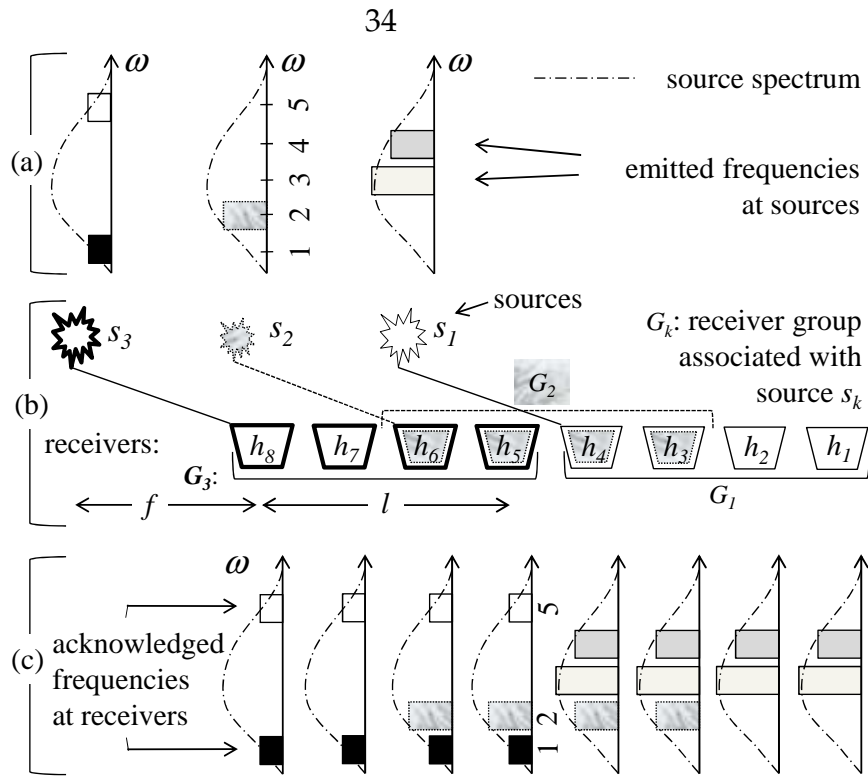 34
(a)
ω
ω
ω
5
4
3
2
1
source spectrum
emitted frequencies
at sources
(b)
s3
s2
s1
sources
Gk: receiver group
associated with
source sk
G2
receivers:
h8
h7
h6
h5
h4
h3
h2
h1
G3:
G1
f
l
(c)
ω
acknowledged
frequencies
at receivers
5
2
1